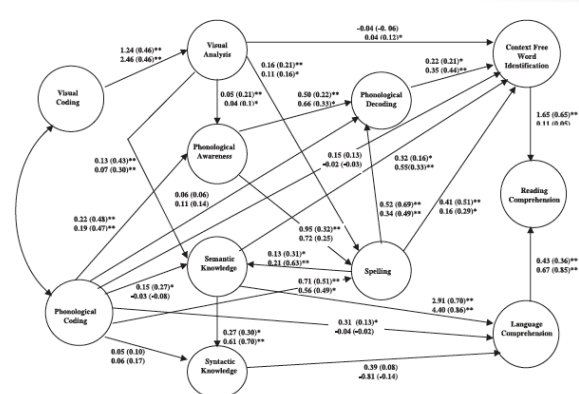 -0.04 (-0. 06)
0.04 (0.12)*
1.24 (0.46)**
2.46 (0.46)**
Visual
Analysis
Context Free
Word
Identification
0.16 (0.21)**
0.11 (0.16)*
0.22 (0.21)*
0.35 (0.44)**
Visual
Coding
0.05 (0.21)**
0.04 (0.1)*
0.50 (0.22)**
0.66 (0.33)*
Phonological
Decoding
1.65 (0.65)**
0.11 (0.05)
Phonological
Awareness
0.13 (0.43)**
0.07 (0.30)**
0.15 (0.13)
-0.02 (-0.03)
0.32 (0.16)*
0.55(0.33)**
0.06 (0.06)
0.11 (0.14)
Reading
Comprehension
0.22 (0.48)**
0.19 (0.47)**
0.95 (0.32)**
0.72 (0.25)
0.52 (0.69)**
0.34 (0.49)**
0.41 (0.51)**
0.16 (0.29)*
Semantic
Knowledge
0.13 (0.31)*
0.21 (0.63)**
Spelling
0.43 (0.36)**
0.67 (0.85)**
0.15 (0.27)*
-0.03 (-0.08)
0.71 (0.51)**
0.56 (0.49)*
Phonological
Coding
2.91 (0.70)**
4.40 (0.86)**
0.31 (0.13)*
-0.04 (-0.02)
Language
Comprehension
0.27 (0.30)*
0.61 (0.70)**
0.05 (0.10)
0.06 (0.17)
Syntactic
Knowledge
0.39 (0.08)
-0.81 (-0.14)